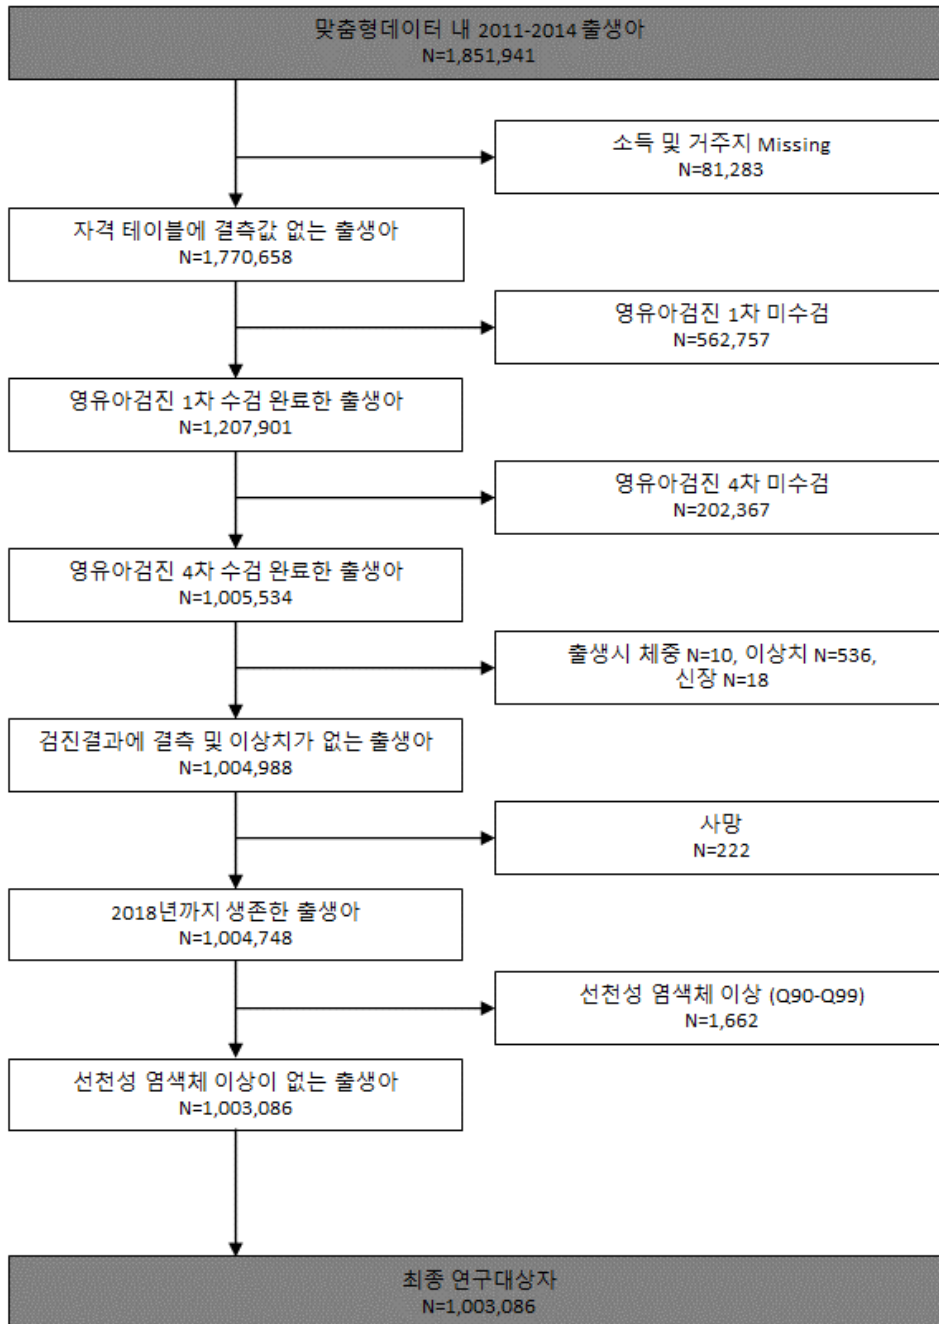 맞춤형데이터 내 2011-2014 출생아
N=1,851,941
소득 및 거주지 Missing
N=81,283
자격 테이블에 결측값 없는 출생아
N=1,770,658
영유아검진 1차 미수검
N=562,757
영유아검진 1차 수검 완료한 출생아
N=1,207,901
영유아검진 4차 미수검
N=202,367
영유아검진 4차 수검 완료한 출생아
N=1,005,534
출생시 체중 N=10, 이상치 N=536,
신장 N=18
검진결과에 결측 및 이상치가 없는 출생아
N=1,004,988
사망
N=222
2018년까지 생존한 출생아
N=1,004,748
선천성 염색체 이상 (Q90-Q99)
N=1,662
선천성 염색체 이상이 없는 출생아
N=1,003,086
최종 연구대상자
N=1,003,086